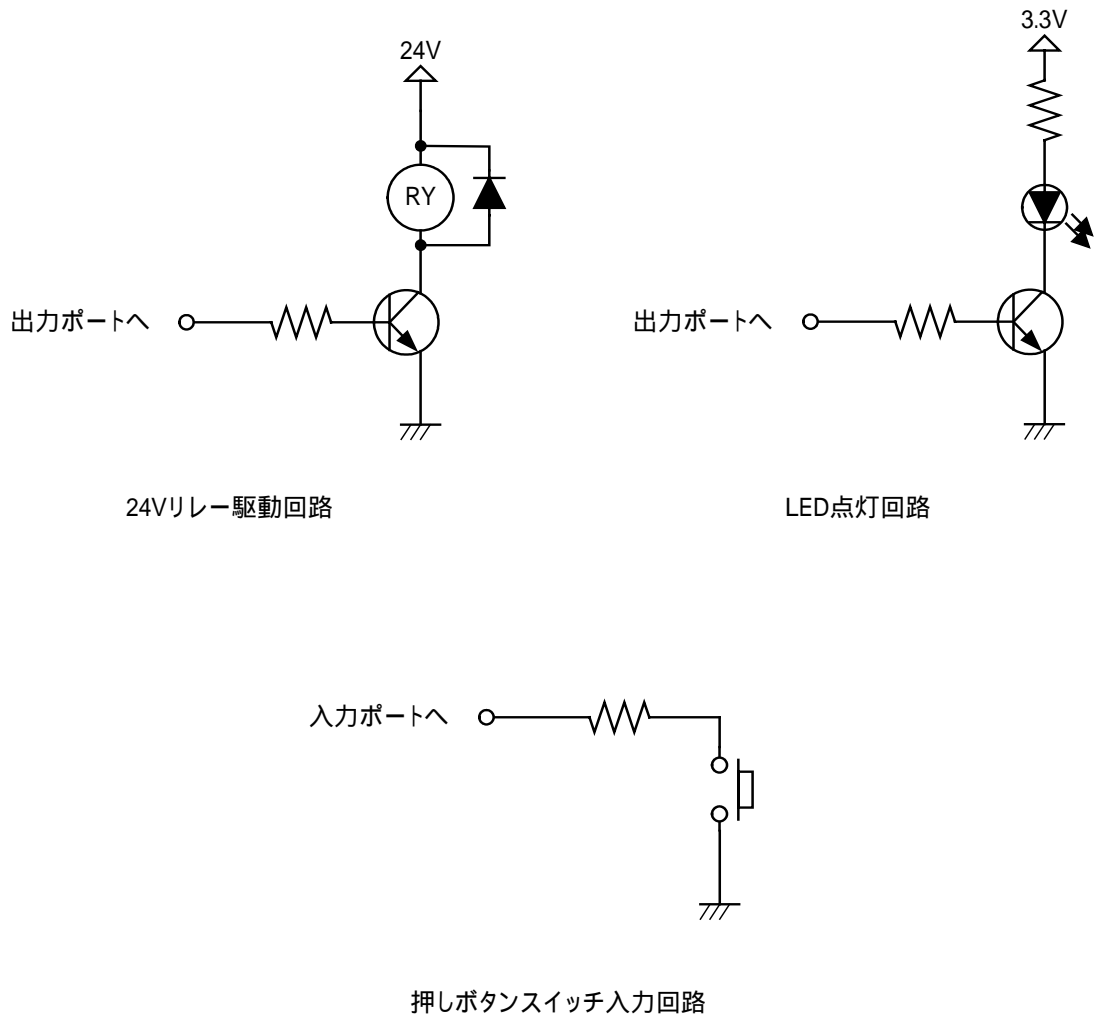 24V
RY
出力ポートへ
24Vリレー駆動回路
3.3V
出力ポートへ
LED点灯回路
入力ポートへ
押しボタンスイッチ入力回路